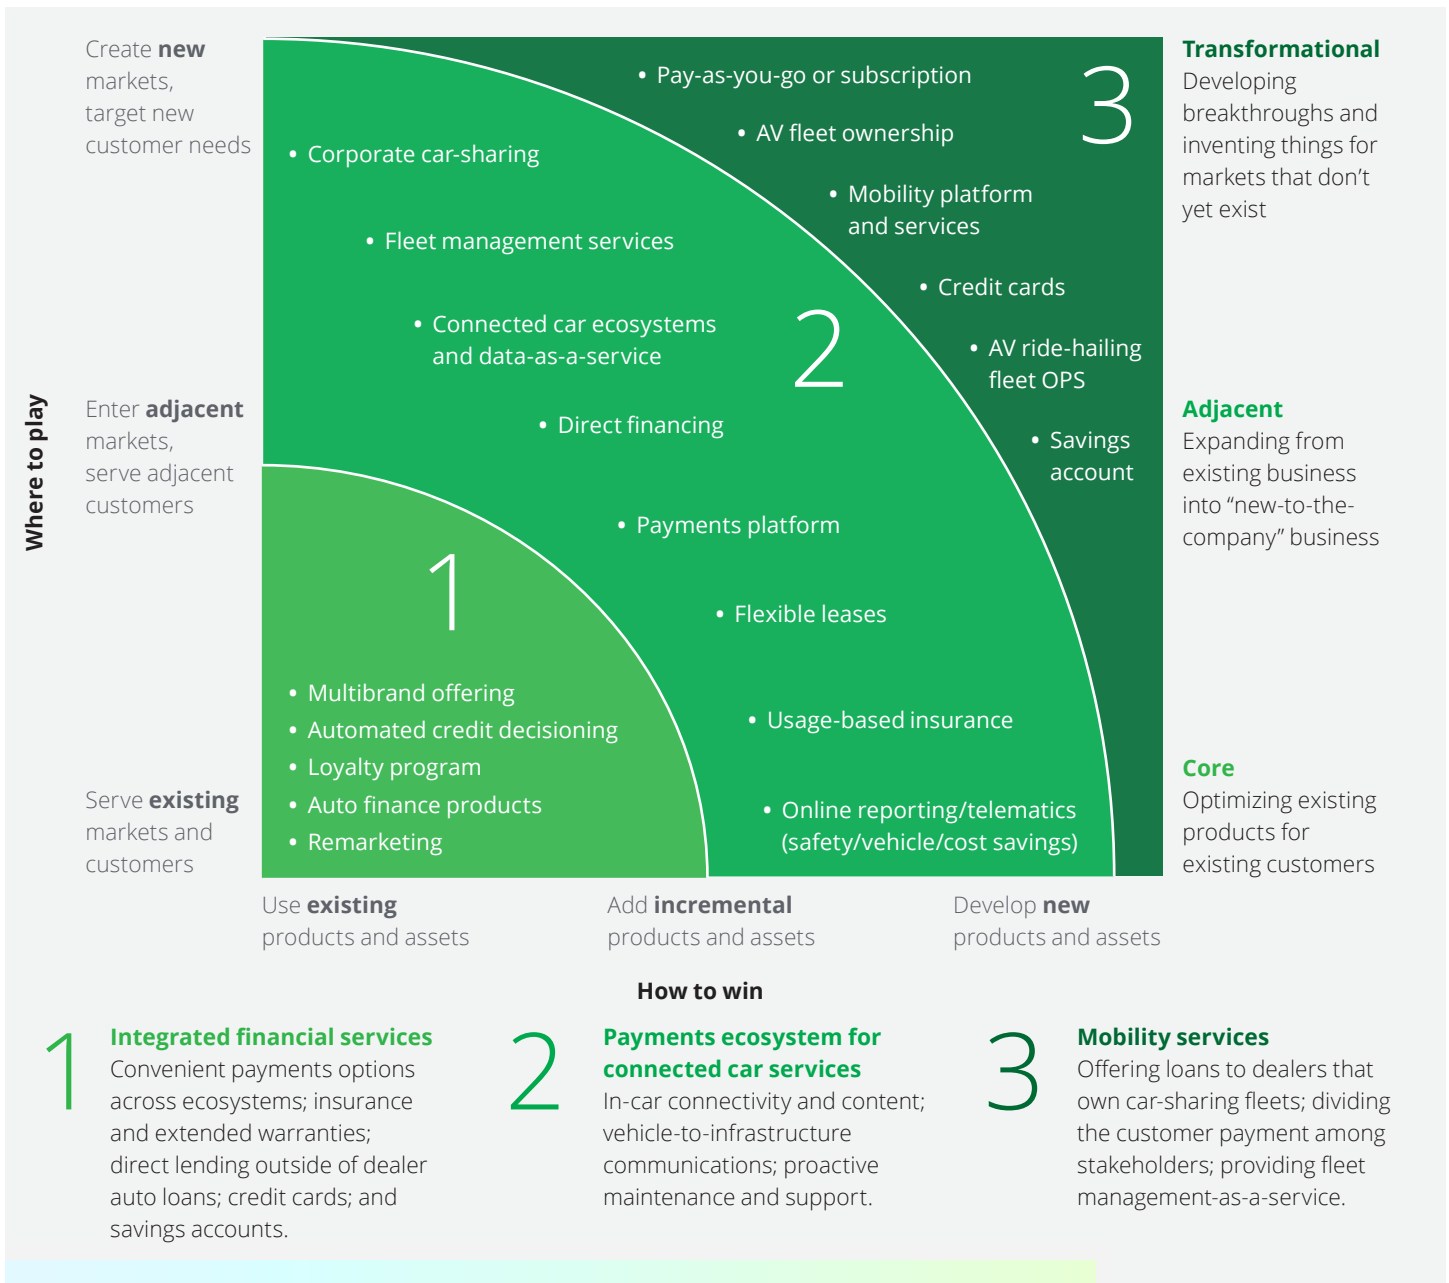 Create new
markets,
target new
customer needs
Enter adjacent
markets,
serve adjacent
customers
Serve existing
markets and
customers
Where to play
• Pay-as-you-go or subscription
• AV fleet ownership
• Mobility platform
and services
• Credit cards
• AV ride-hailing
fleet OPS
• Savings
account
3
• Corporate car-sharing
• Fleet management services
• Connected car ecosystems
and data-as-a-service
• Direct financing
• Payments platform
• Flexible leases
• Usage-based insurance
• Online reporting/telematics
(safety/vehicle/cost savings)
2
1
• Multibrand offering
• Automated credit decisioning
• Loyalty program
• Auto finance products
• Remarketing
Transformational
Developing
breakthroughs and
inventing things for
markets that don’t
yet exist
Adjacent
Expanding from
existing business
into “new-to-the-
company” business
Core
Optimizing existing
products for
existing customers
Use existing
products and assets
Add incremental
products and assets
Develop new
products and assets
How to win
1
Integrated financial services
Convenient payments options
across ecosystems; insurance
and extended warranties;
direct lending outside of dealer
auto loans; credit cards; and
savings accounts.
2
Payments ecosystem for
connected car services
In-car connectivity and content;
vehicle-to-infrastructure
communications; proactive
maintenance and support.
3
Mobility services
Offering loans to dealers that
own car-sharing fleets; dividing
the customer payment among
stakeholders; providing fleet
management-as-a-service.